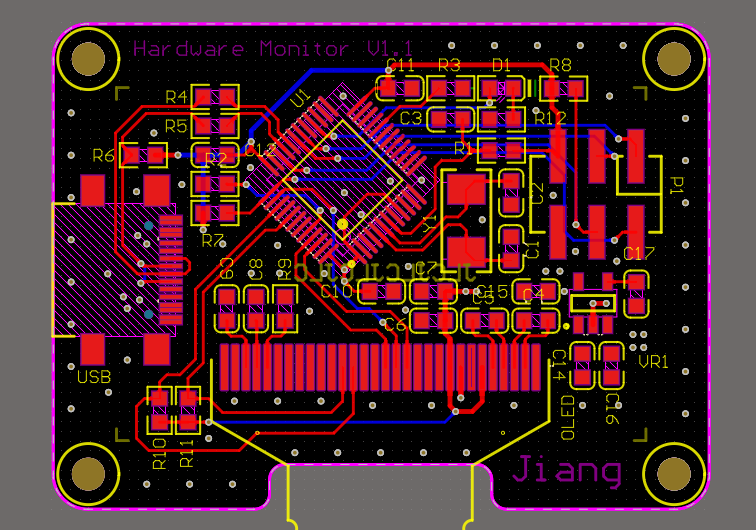 Hardware Monitor V1.1
C11 R3 D1 R8
U1
R4
R5
C3 R12
R6 C12 R1
R2
P1
C2
R7
Y1
C1
C17
C9 C8 R9
C10 C7 C15
C5 C4
C6
USB
C14 VR1
OLED C16
R10 R11
Jiang